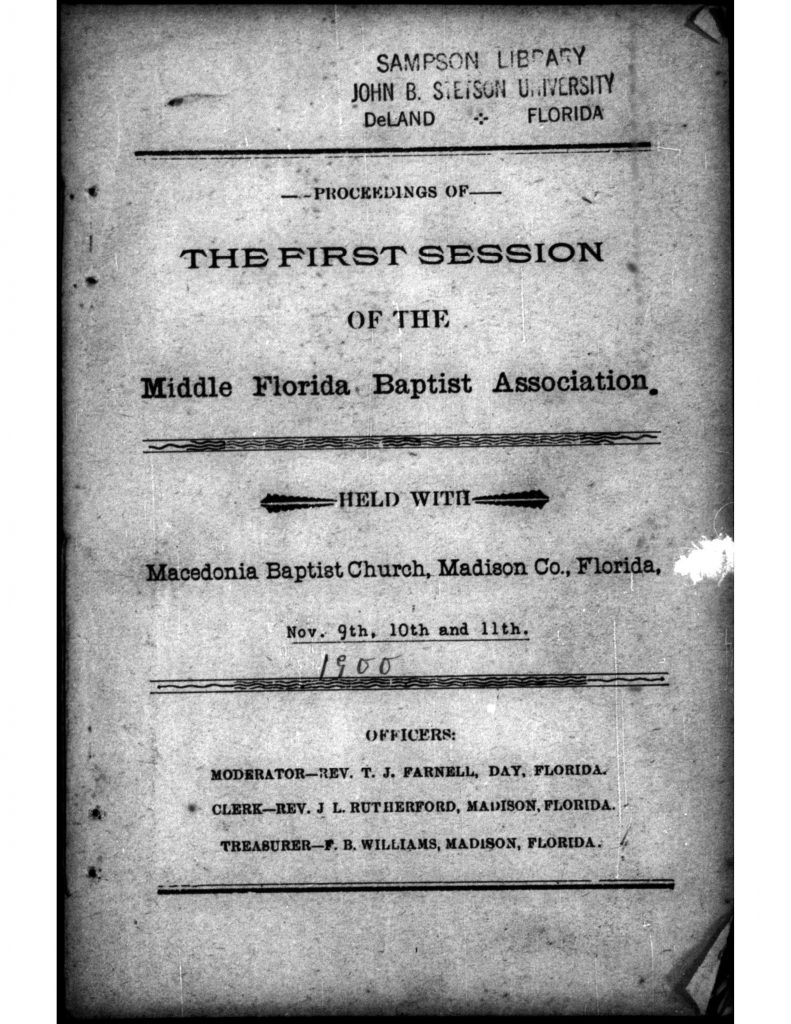 SAMPSON LIBRARY
JOHN B. STETSON UNIVERSITY
DeLAND FLORIDA
—PROCEEDINGS OF—
THE FIRST SESSION
OF THE
Middle Florida Baptist Association.
HELD WITH
Macedonia Baptist Church, Madison Co., Florida,
Nov. 9th, 10th and 11th.
1900
OFFICERS:
MODERATOR—REV. T. J. FARNELL, DAY, FLORIDA.
CLERK—REV. J L. RUTHERFORD, MADISON, FLORIDA.
TREASURER—F. B. WILLIAMS, MADISON, FLORIDA.